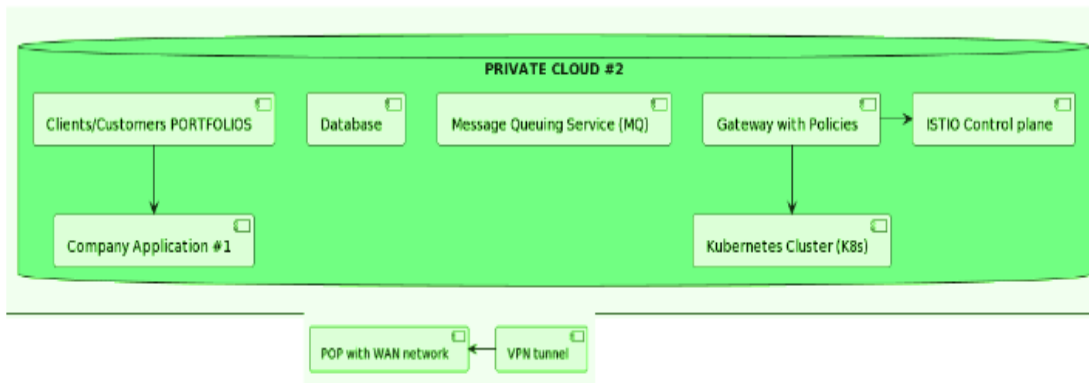 PRIVATE CLOUD #2
Clients/Customers PORTFOLIOS
Database
Message Queuing Service (MQ)
Gateway with Policies
ISTIO Control plane
Company Application #1
Kubernetes Cluster (K8s)
POP with WAN network
VPN tunnel